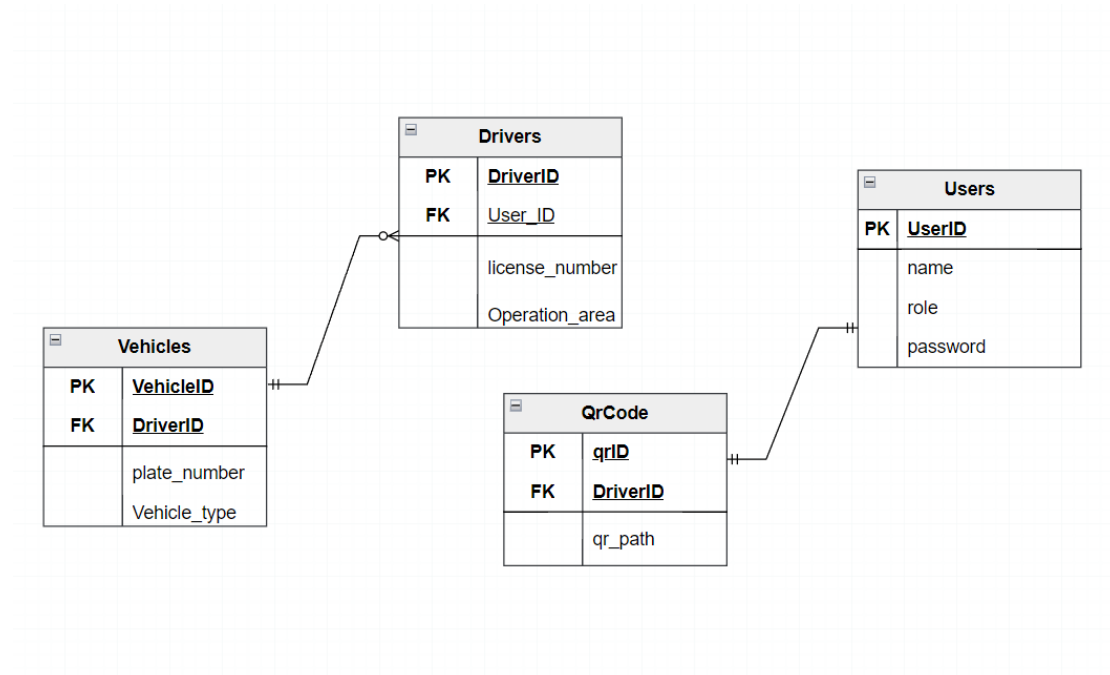 Drivers
PK DriverID
FK User_ID
license_number
Operation_area
Users
PK UserID
name
role
password
Vehicles
PK VehicleID
FK DriverID
plate_number
Vehicle_type
QrCode
PK qrID
FK DriverID
qr_path